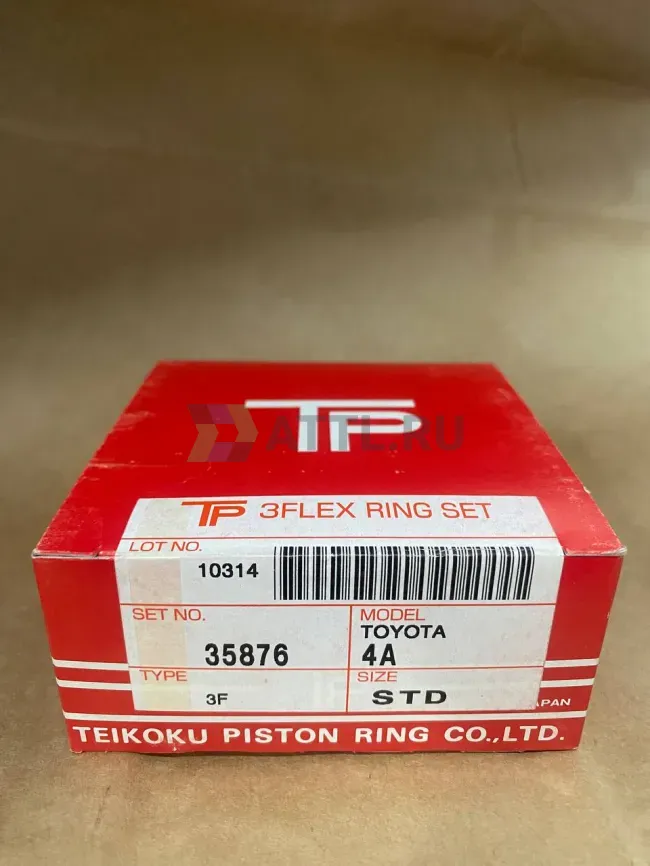 TP
ATTL.RU
TP 3FLEX RING SET
LOT NO.
10314
SET NO.
35876
MODEL
TOYOTA
4A
TYPE
3F
SIZE
STD
JAPAN
TEIKOKU PISTON RING CO.,LTD.